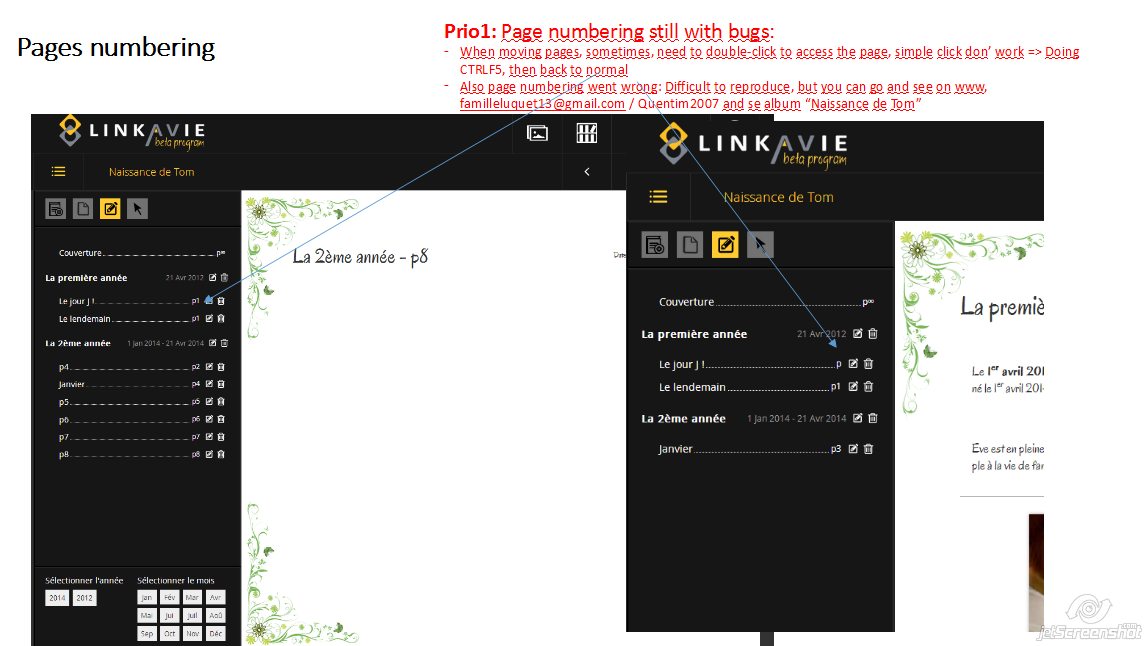 Pages numbering
Prio1: Page numbering still with bugs:
- When moving pages, sometimes, need to double-click to access the page, simple click don' work => Doing
CTRLF5, then back to normal
- Also page numbering went wrong: Difficult to reproduce, but you can go and see on www,
familleluquet13@gmail.com / Quentim2007 and se album "Naissance de Tom"
LINKAVIE
beta program
Naissance de Tom
Couverture p∞
La première année 21 Avr 2012
Le jour J ! p1
Le lendemain p1
La 2ème année 1 Jan 2014 - 21 Avr 2014
p4 p2
Janvier p4
p5 p5
p6 p6
p7 p7
p8 p8
Sélectionner l'année
2014 2012
Sélectionner le mois
Jan Fév Mar Avr
Mai Jui Juil Aoû
Sep Oct Nov Déc
La 2ème année - p8
Date
LINKAVIE
beta program
Naissance de Tom
Couverture p∞
La première année 21 Avr 2012
Le jour J ! p
Le lendemain p1
La 2ème année 1 Jan 2014 - 21 Avr 2014
Janvier p3
La premiè
Le 1er avril 201
né le 1er avril 201
Eve est en pleine
ple à la vie de far
jetScreenshot
.com